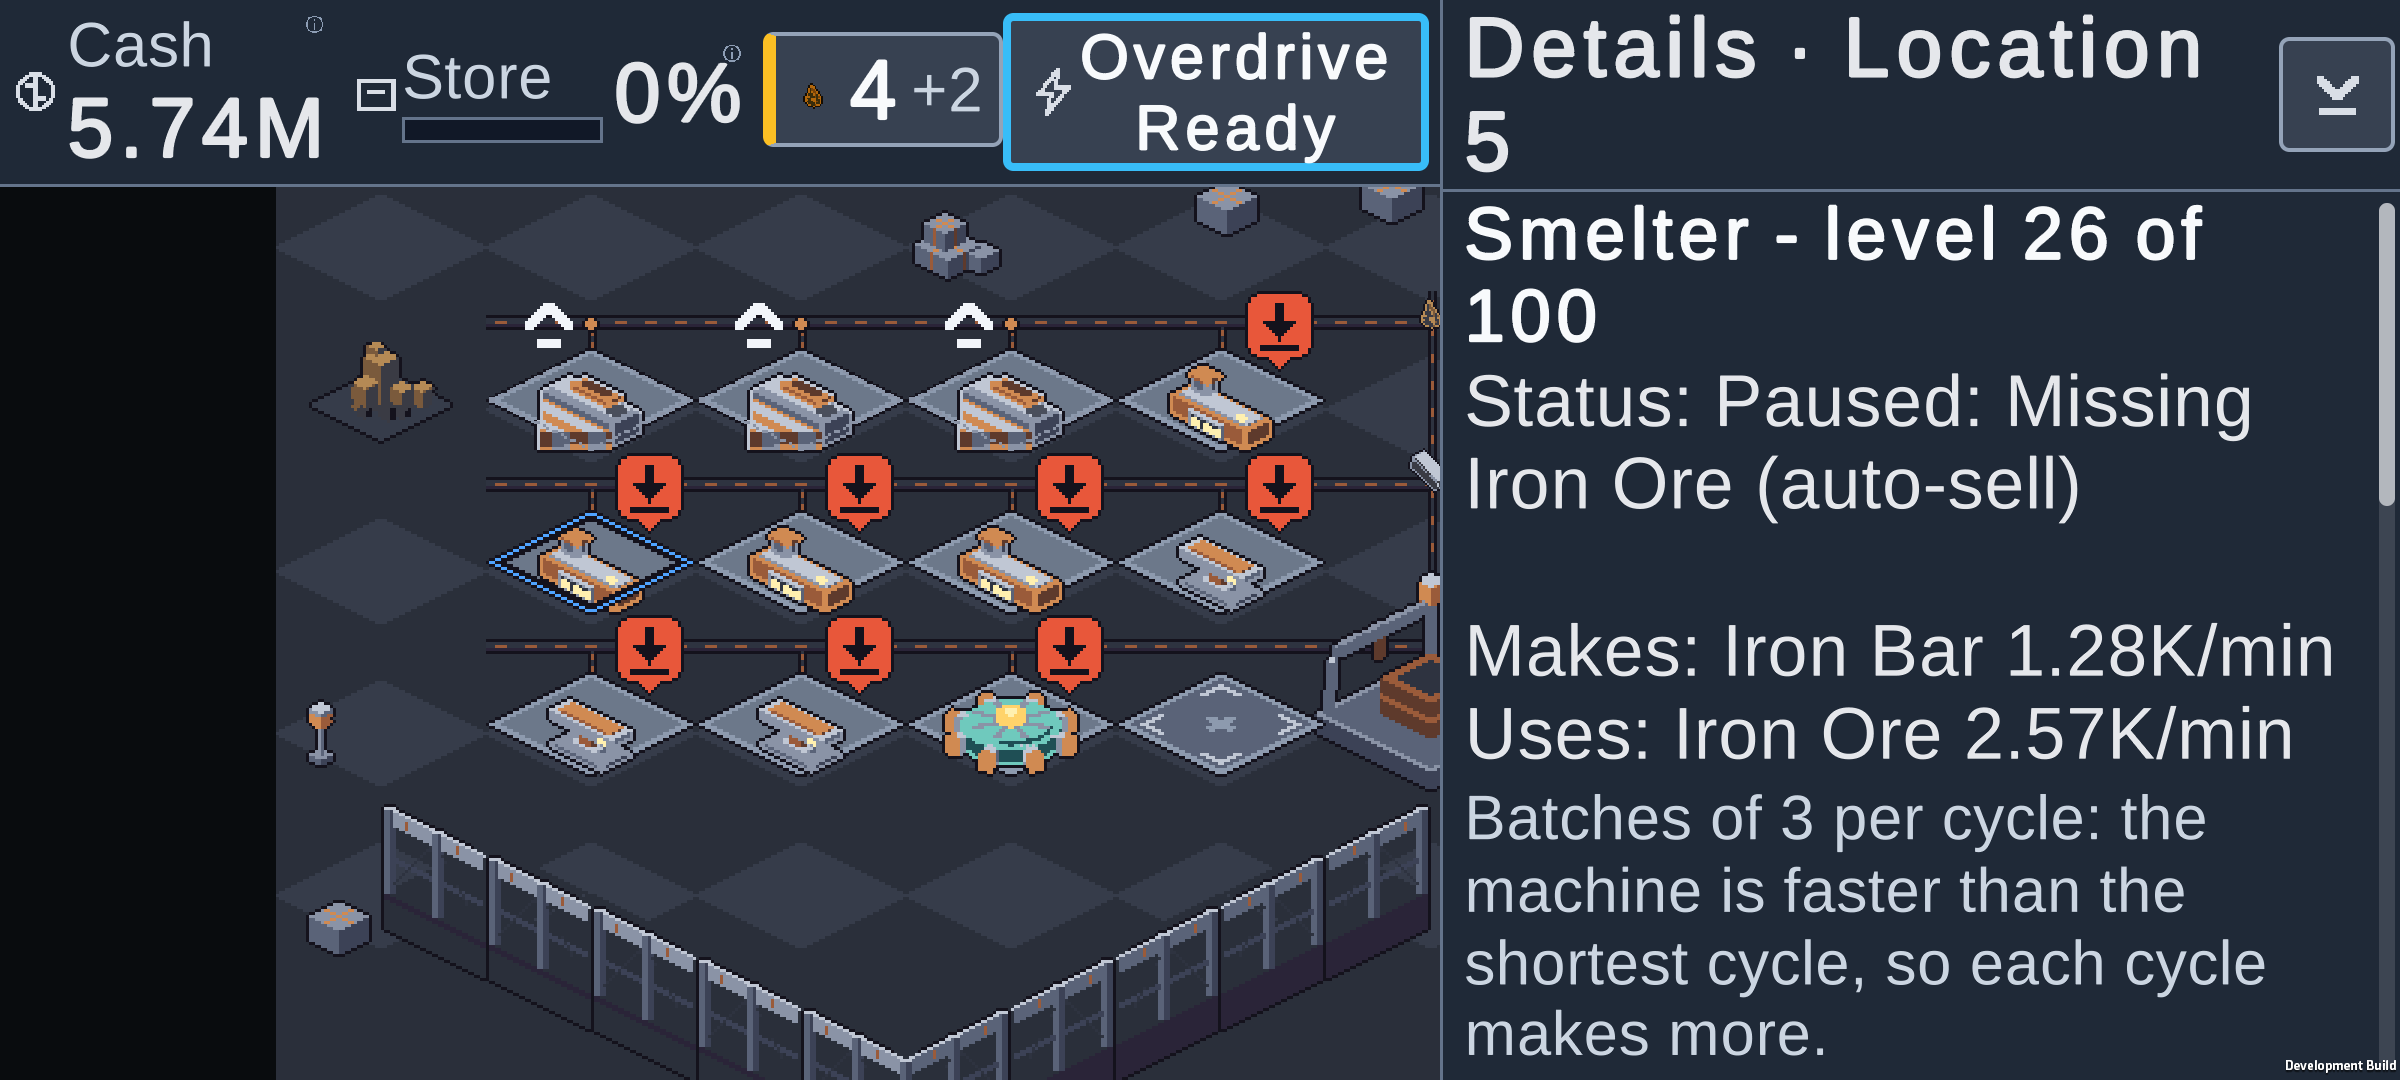 Cash
5.74M
Store
0%
4 +2
Overdrive
Ready
Details · Location
5
Smelter - level 26 of
100
Status: Paused: Missing
Iron Ore (auto-sell)
Makes: Iron Bar 1.28K/min
Uses: Iron Ore 2.57K/min
Batches of 3 per cycle: the
machine is faster than the
shortest cycle, so each cycle
makes more.
Development Build